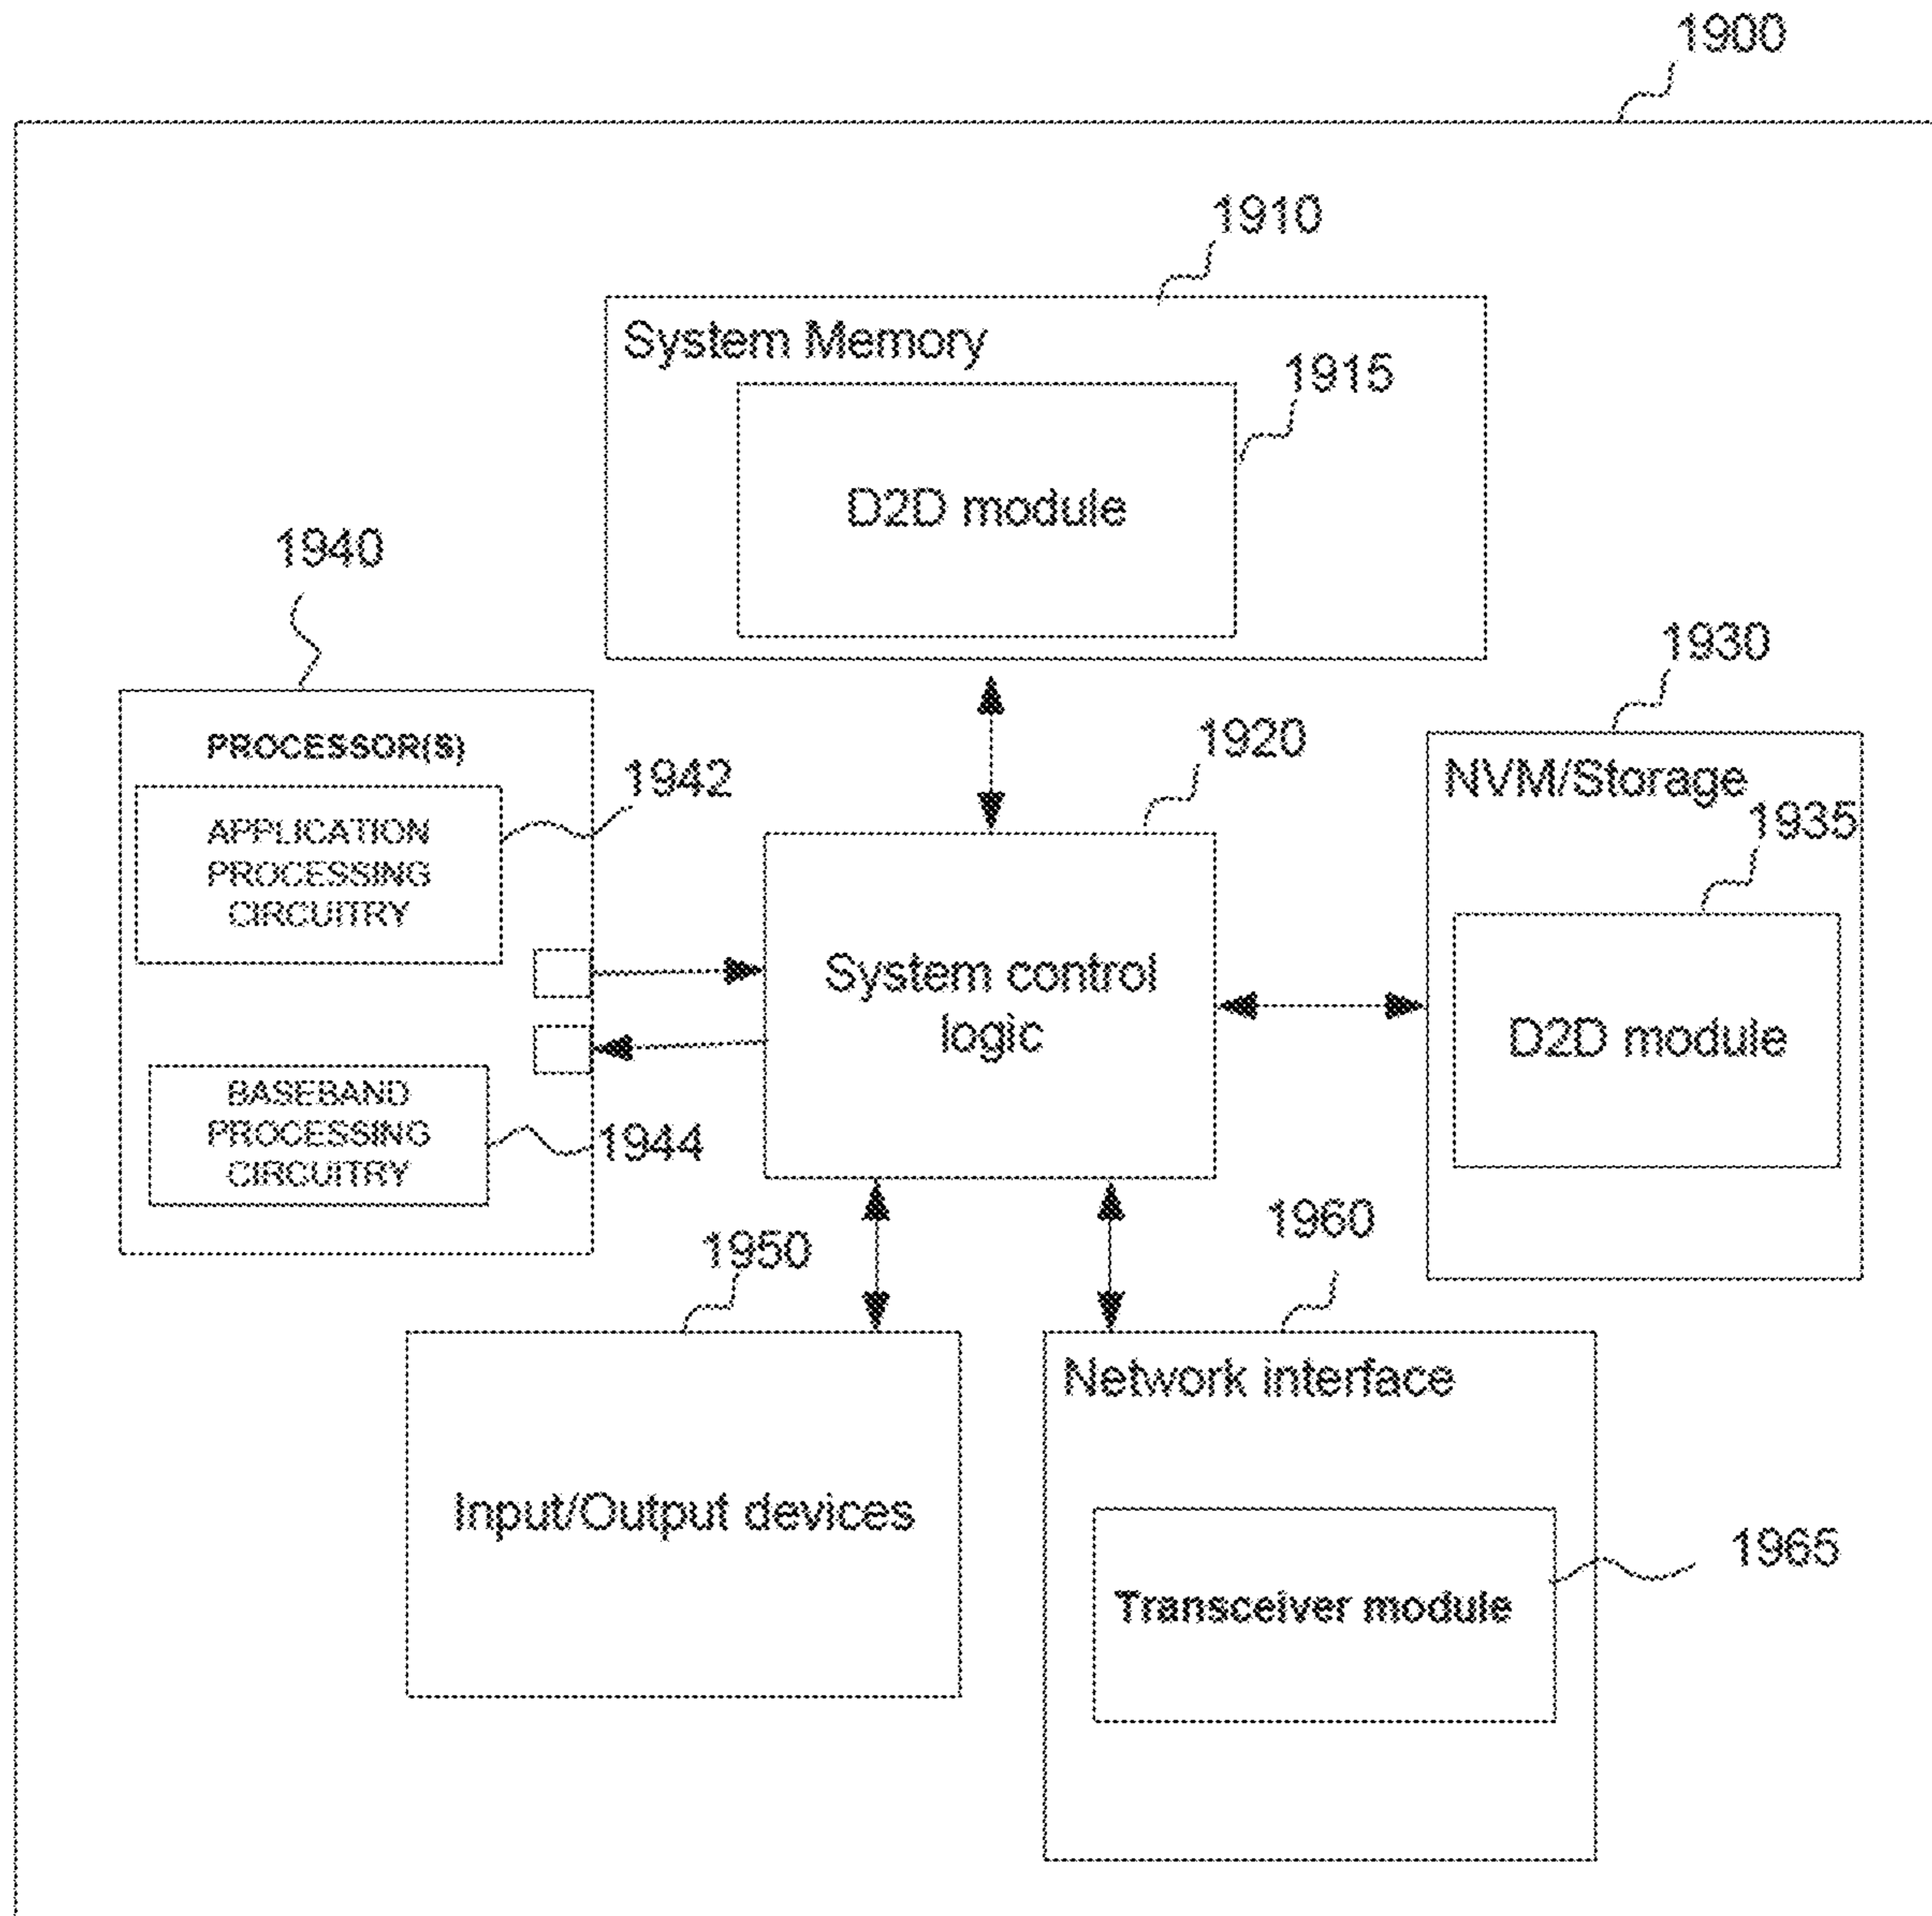 1900
1910
System Memory
1915
D2D module
1940
1930
PROCESSOR(S)
1920
1942
NVM/Storage
APPLICATION
PROCESSING
CIRCUITRY
1935
System control
logic
D2D module
BASEBAND
PROCESSING
CIRCUITRY
1944
1950
1960
Network interface
Input/Output devices
1965
Transceiver module